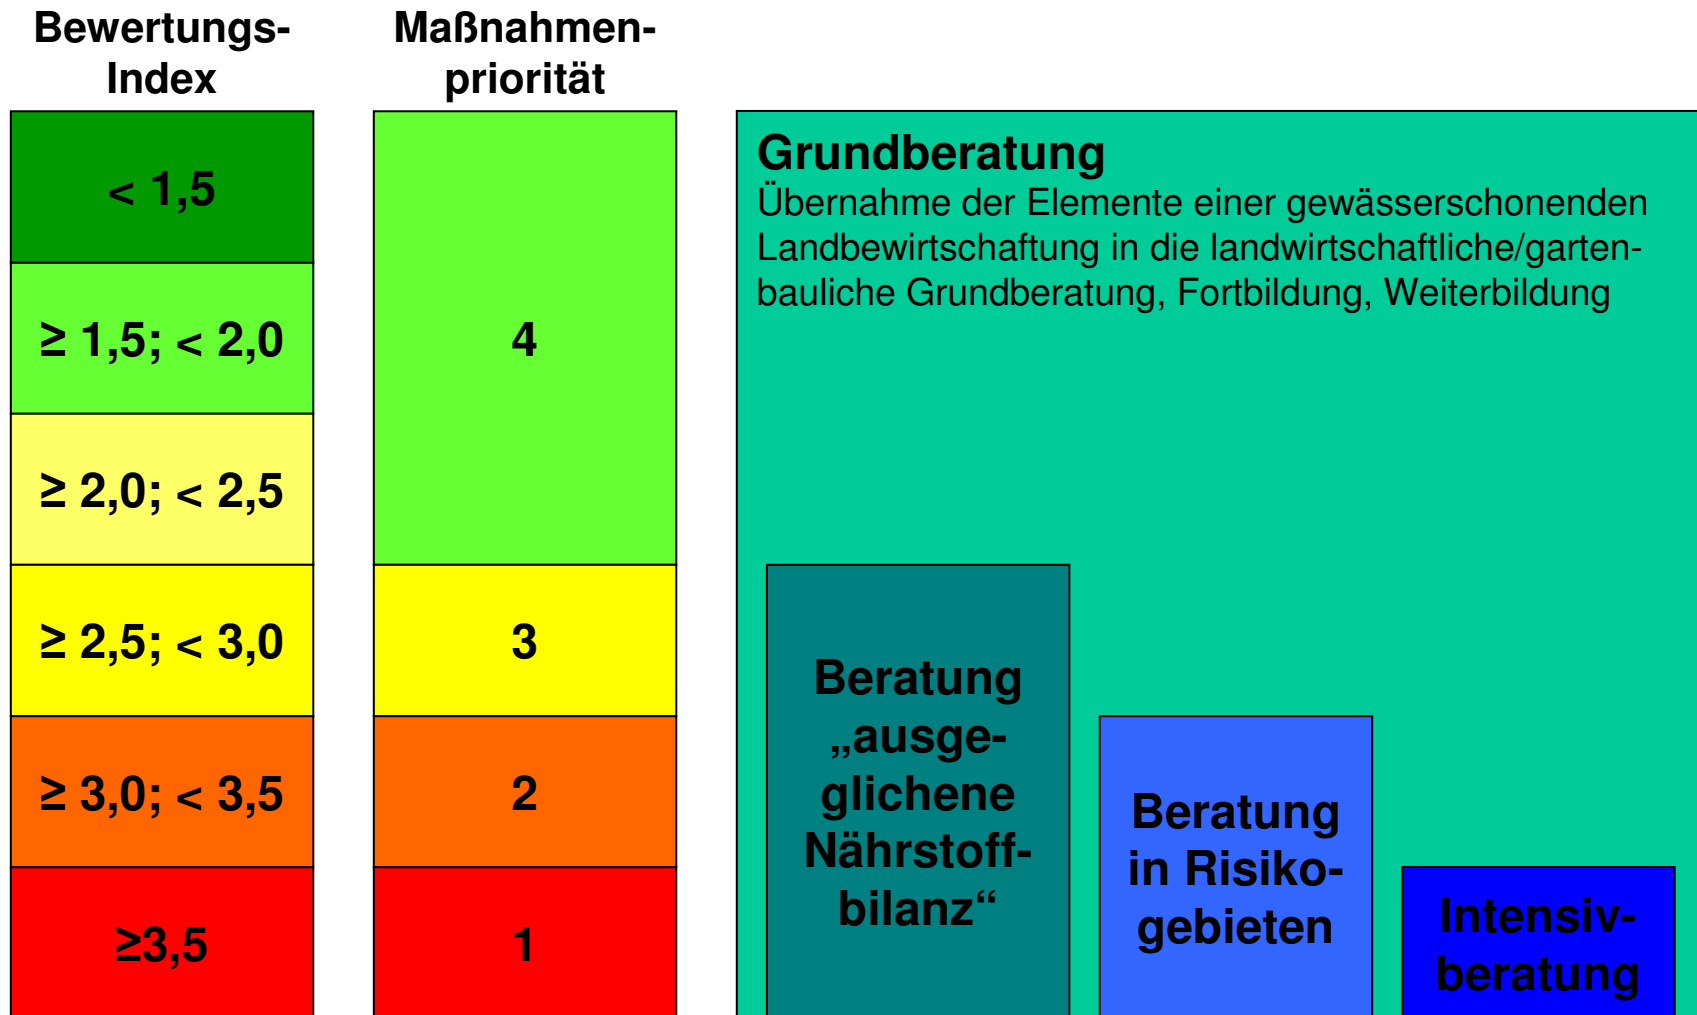 Bewertungs-
Index
Maßnahmen-
priorität
< 1,5
≥ 1,5; < 2,0
≥ 2,0; < 2,5
≥ 2,5; < 3,0
≥ 3,0; < 3,5
≥3,5
4
3
2
1
Grundberatung
Übernahme der Elemente einer gewässerschonenden
Landbewirtschaftung in die landwirtschaftliche/garten-
bauliche Grundberatung, Fortbildung, Weiterbildung
Beratung
„ausge-
glichene
Nährstoff-
bilanz“
Beratung
in Risiko-
gebieten
Intensiv-
beratung